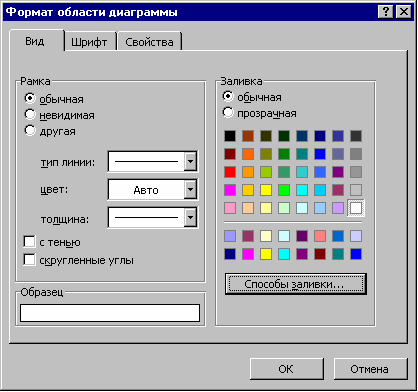 Формат области диаграммы
Вид Шрифт Свойства
Рамка
обычная
невидимая
другая
тип линии:
цвет: Авто
толщина:
с тенью
скругленные углы
Образец
Заливка
обычная
прозрачная
Способы заливки...
ОК Отмена